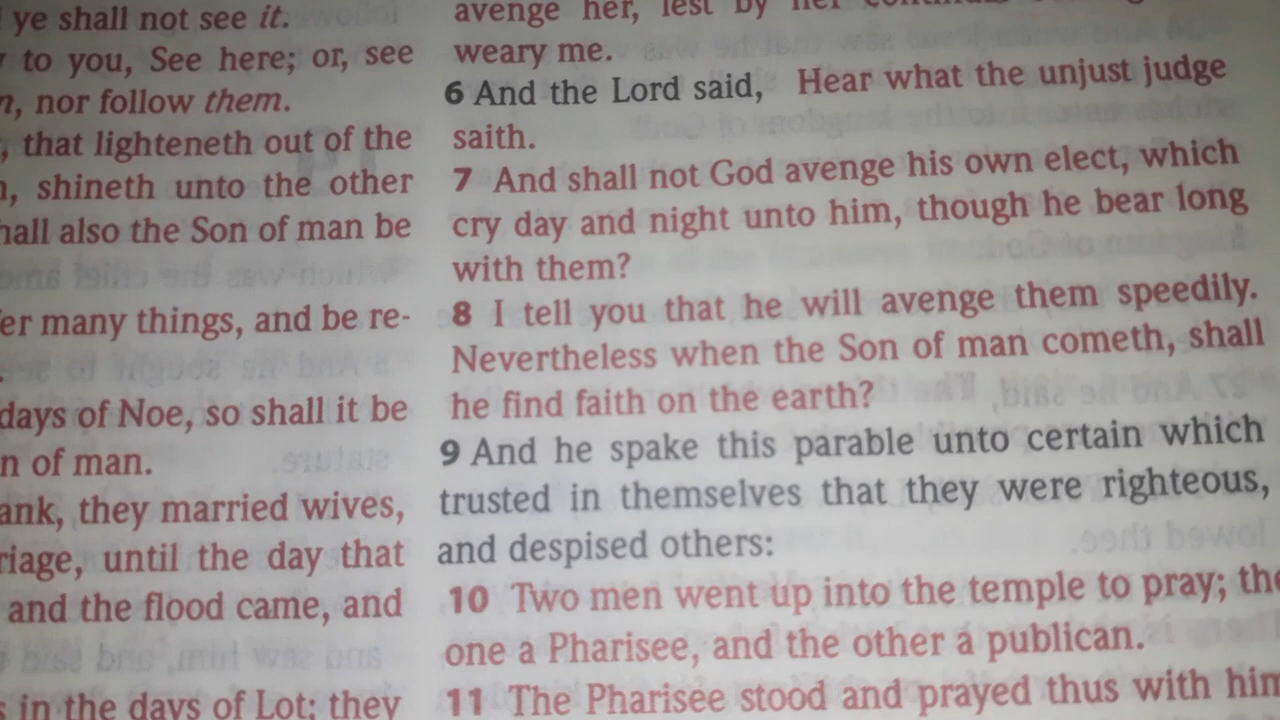 ye shall not see it.
to you, See here; or, see
nor follow them.
that lighteneth out of the
shineth unto the other
also the Son of man be
many things, and be re-
days of Noe, so shall it be
of man.
they married wives,
until the day that
and the flood came, and
in the days of Lot; they
avenge her, lest by her
weary me.
6 And the Lord said, Hear what the unjust judge
saith.
7 And shall not God avenge his own elect, which
cry day and night unto him, though he bear long
with them?
8 I tell you that he will avenge them speedily.
Nevertheless when the Son of man cometh, shall
he find faith on the earth?
9 And he spake this parable unto certain which
trusted in themselves that they were righteous,
and despised others:
10 Two men went up into the temple to pray; the
one a Pharisee, and the other a publican.
11 The Pharisee stood and prayed thus with him